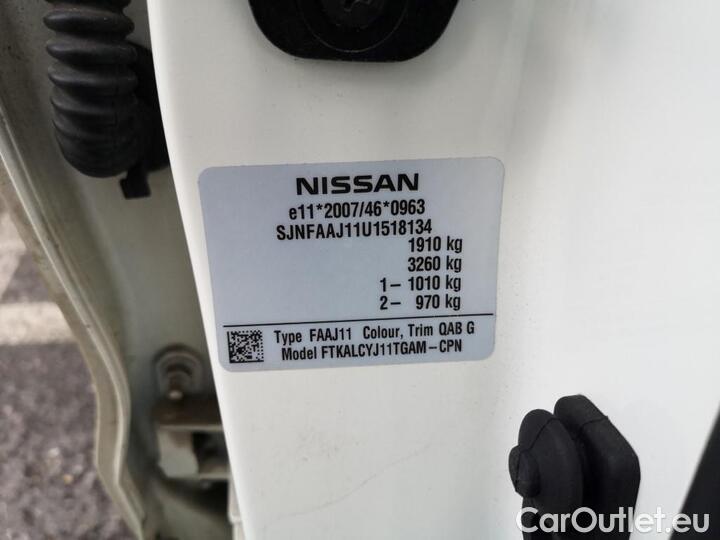 NISSAN
e11*2007/46*0963
SJNFAAJ11U1518134
1910 kg
3260 kg
1– 1010 kg
2– 970 kg
Type FAAJ11 Colour, Trim QAB G
Model FTKALCYJ11TGAM–CPN
CarOutlet.eu